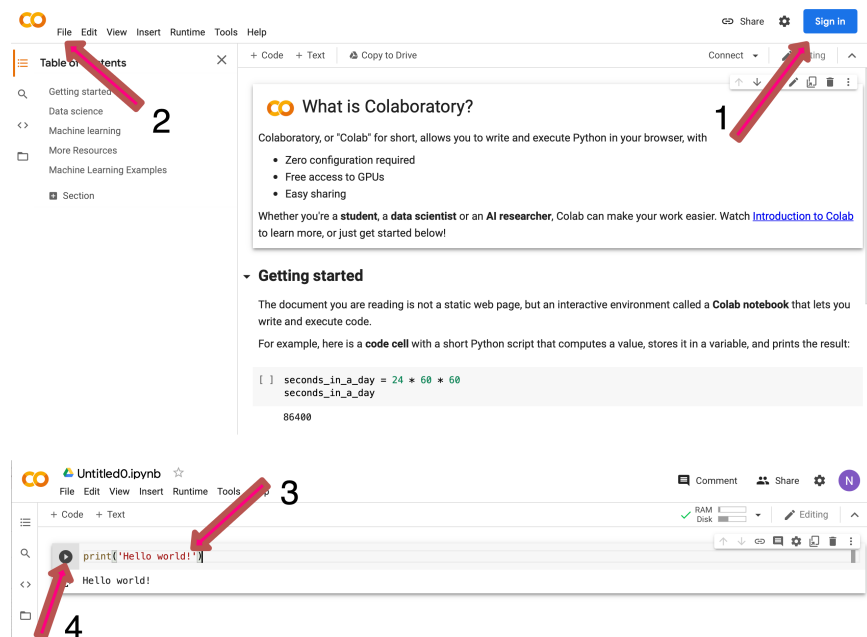 File Edit View Insert Runtime Tools Help
Share
Sign in
Table of Contents
+ Code + Text Copy to Drive
Connect
Getting started
Data science
Machine learning
More Resources
Machine Learning Examples
Section
2
1
What is Colaboratory?
Colaboratory, or "Colab" for short, allows you to write and execute Python in your browser, with
• Zero configuration required
• Free access to GPUs
• Easy sharing
Whether you're a student, a data scientist or an AI researcher, Colab can make your work easier. Watch Introduction to Colab
to learn more, or just get started below!
Getting started
The document you are reading is not a static web page, but an interactive environment called a Colab notebook that lets you
write and execute code.
For example, here is a code cell with a short Python script that computes a value, stores it in a variable, and prints the result:
[ ] seconds_in_a_day = 24 * 60 * 60
seconds_in_a_day
86400
Untitled0.ipynb
File Edit View Insert Runtime Tools
3
Comment Share N
+ Code + Text
RAM
Disk
Editing
print('Hello world!')
Hello world!
4